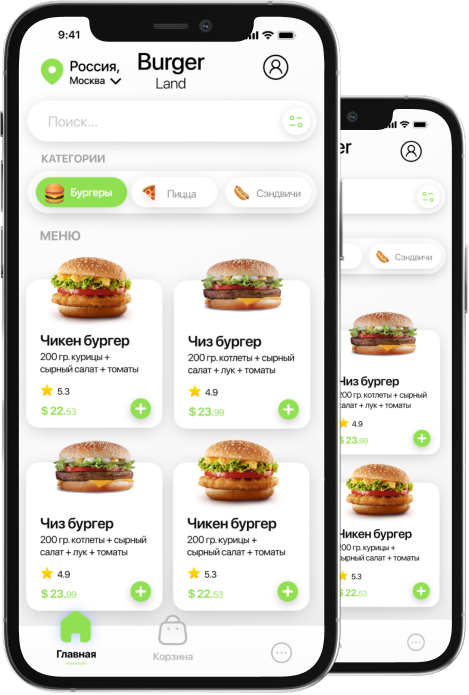 9:41
Россия,
Москва
Burger
Land
Поиск...
КАТЕГОРИИ
Бургеры
Пицца
Сэндвичи
МЕНЮ
Чикен бургер
200 гр. курицы +
сырный салат + томаты
5.3
$ 22.53
Чиз бургер
200 гр. котлеты + сырный
салат + лук + томаты
4.9
$ 23.99
Чиз бургер
200 гр. котлеты + сырный
салат + лук + томаты
4.9
$ 23.99
Чикен бургер
200 гр. курицы +
сырный салат + томаты
5.3
$ 22.53
Главная
Корзина
er
Сэндвичи
Чиз бургер
200 гр. котлеты + сырный
салат + лук + томаты
4.9
$ 23.99
Чикен бургер
200 гр. курицы +
сырный салат + томаты
5.3
$ 22.53